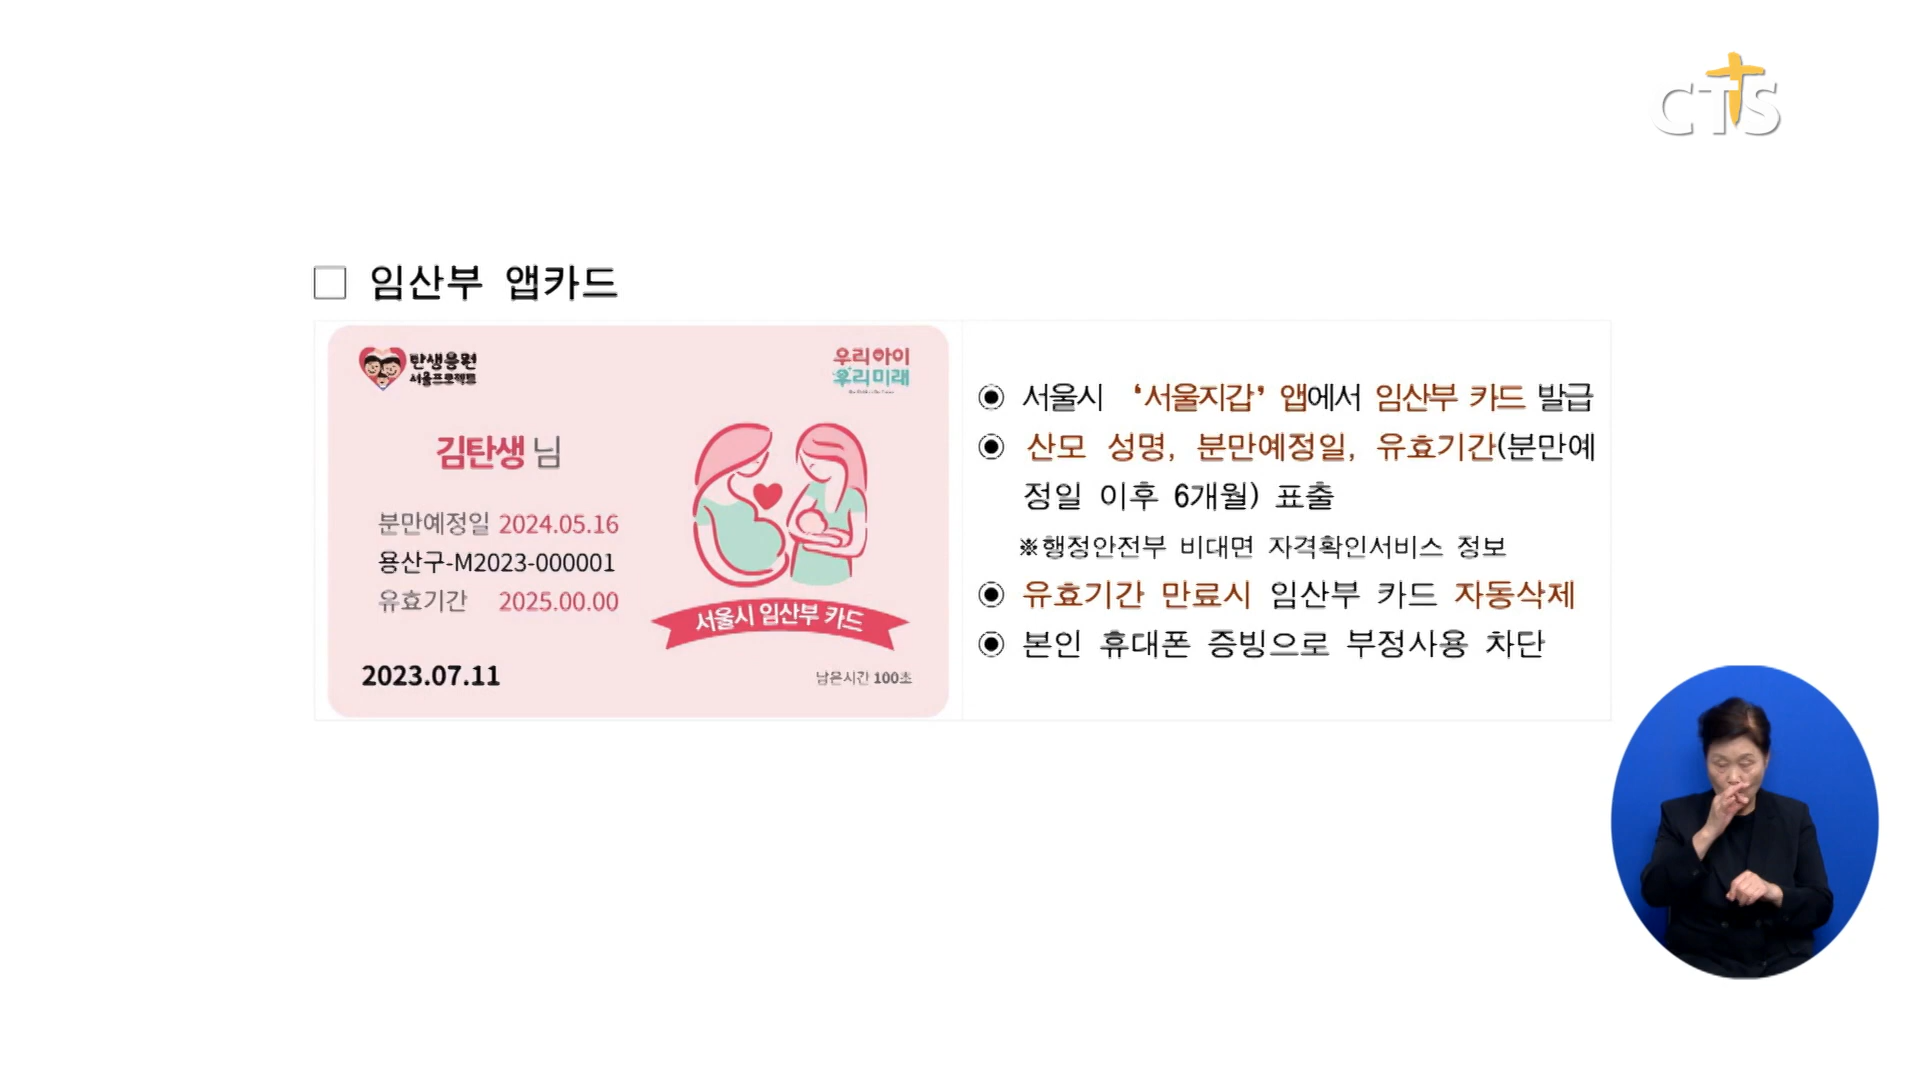 CTS
□ 임산부 앱카드
탄생응원
서울프로젝트
우리아이
우리미래
김탄생 님
분만예정일 2024.05.16
용산구-M2023-000001
유효기간 2025.00.00
서울시 임산부 카드
2023.07.11
남은시간 100초
◉ 서울시 ‘서울지갑’ 앱에서 임산부 카드 발급
◉ 산모 성명, 분만예정일, 유효기간(분만예
정일 이후 6개월) 표출
※행정안전부 비대면 자격확인서비스 정보
◉ 유효기간 만료시 임산부 카드 자동삭제
◉ 본인 휴대폰 증빙으로 부정사용 차단